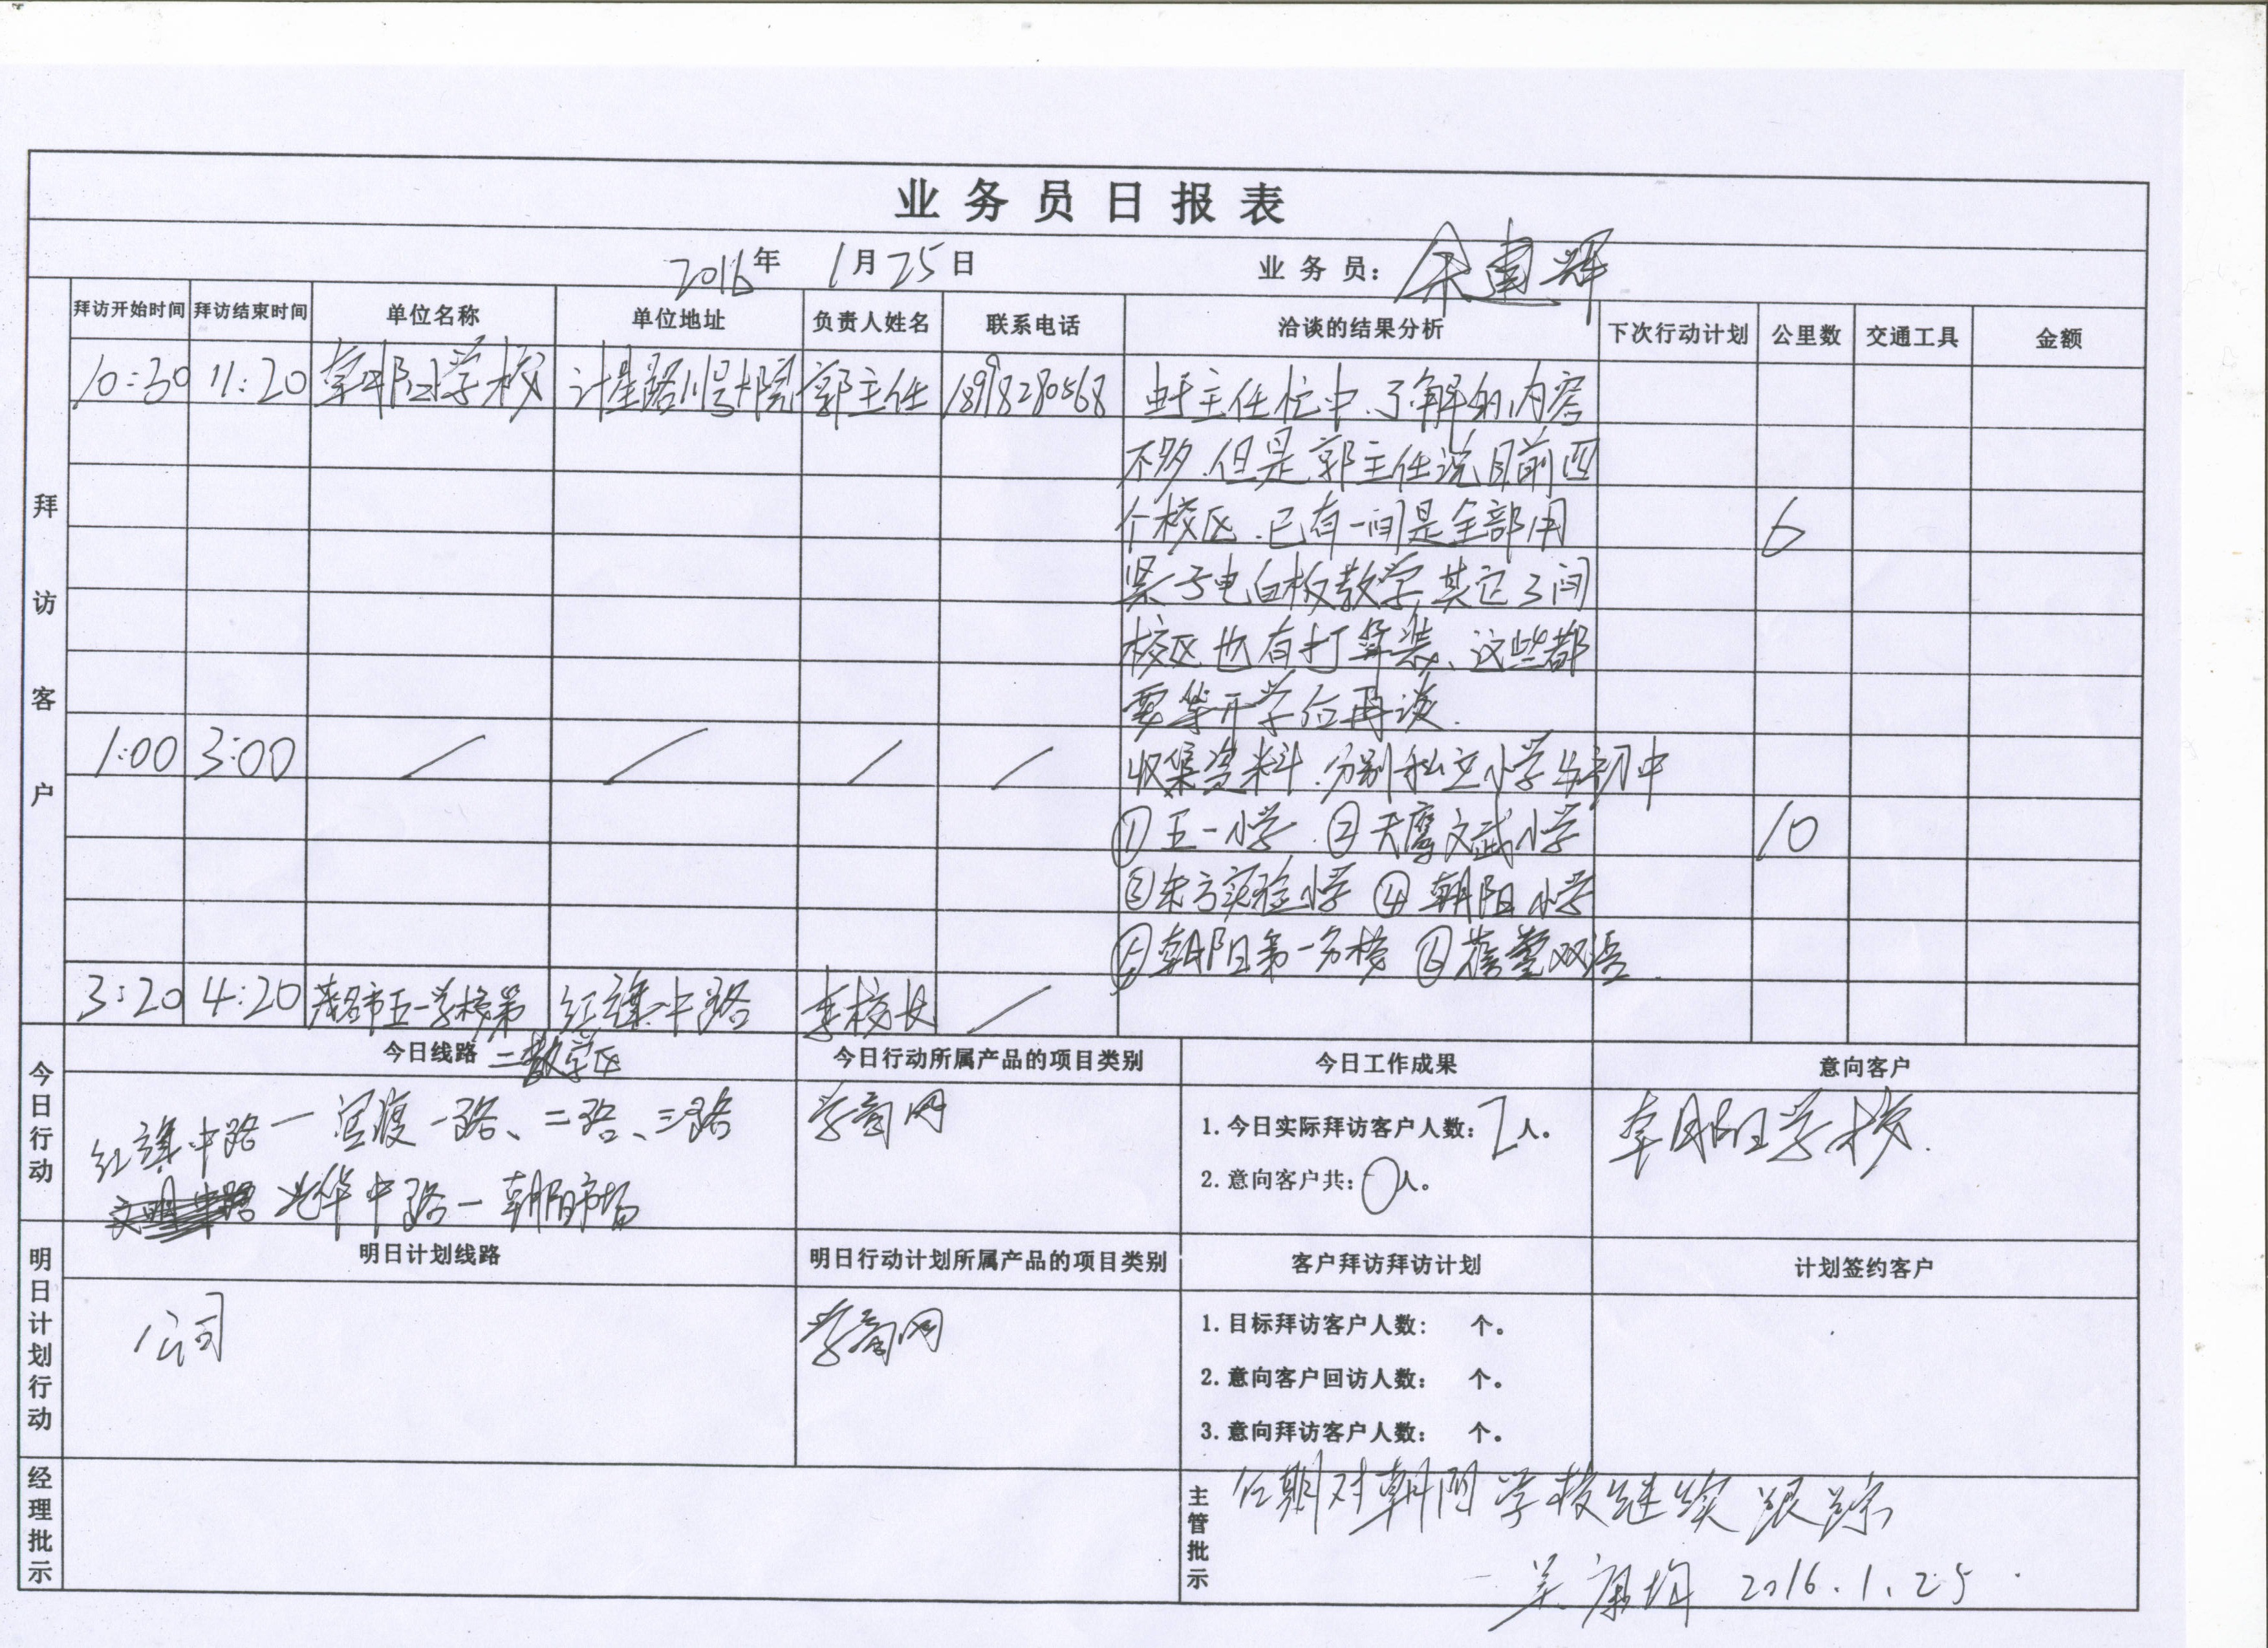 业务员日报表
2016年 1月25日 业务员: 余建辉
拜访开始时间 拜访结束时间 单位名称 单位地址 负责人姓名 联系电话 洽谈的结果分析 下次行动计划 公里数 交通工具 金额
拜访客户
10:30 11:20 朝阳学校 计星路11号大院 郭主任 由于主任忙中.了解的内容
不多.但是郭主任说目前四
个校区.已有一间是全部用 6
电白板教学,其它3间
校区也有打算装、这些都
要等开学后再谈.
1:00 3:00 / / / / 收集资料.分别私立小学与初中
①五一小学.②天鹰文武小学 10
③东方实验小学 ④朝阳小学
⑤朝阳第一分校 ⑥蓓蕾双语.
3:20 4:20 茂名市五一学校第 红旗中路 李校长 /
二教学区
今日行动
今日线路 今日行动所属产品的项目类别 今日工作成果 意向客户
红旗中路一官渡一路、二路、三路 学前网 1.今日实际拜访客户人数:2人。 朝阳学校.
光华中路一朝阳市场 2.意向客户共:0人。
明日计划行动
明日计划线路 明日行动计划所属产品的项目类别 客户拜访拜访计划 计划签约客户
公司 学前网 1.目标拜访客户人数: 个。
2.意向客户回访人数: 个。
3.意向拜访客户人数: 个。
经理批示
主管批示
后期对朝阳学校继续跟踪
2016.1.25.